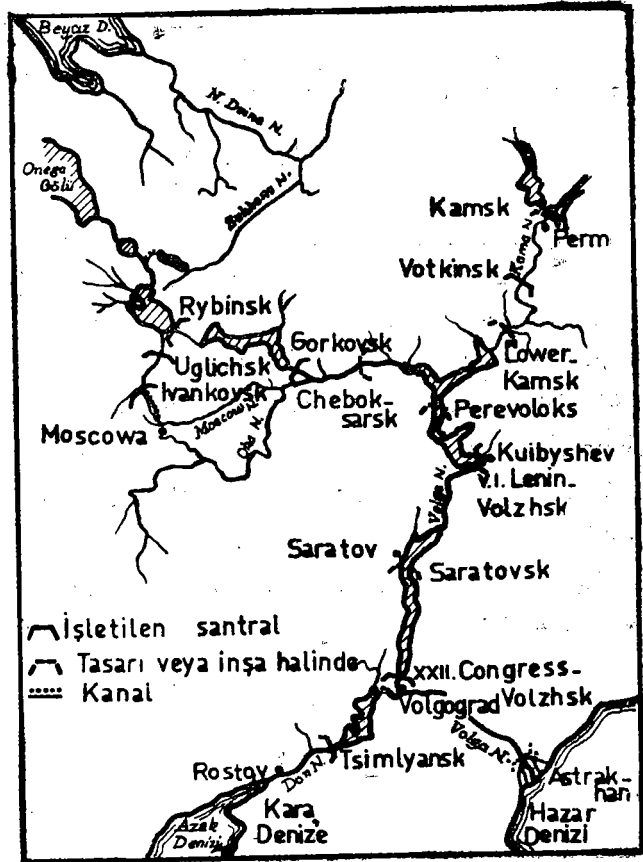 Beyaz D.
N. Dvina N.
Onega
Gölü
Kamsk
Perm
Kama N.
Votkinsk
Rybinsk
Gorkovsk
Uglichsk
Ivankovsk
Lower-
Kamsk
Chebok-
sarsk
Perevoloks
Moscow N.
Moscowa
Oka N.
Kuibyshev
V.I. Lenin-
Volzhsk
Volga N.
Saratov
Saratovsk
İşletilen santral
Tasarı veya inşa halinde
Kanal
XXII. Congress-
Volzhsk
Volgograd
Volga N.
Tsimlyansk
Rostov
Don N.
Astrak-
han
Kara
Denize
Azak
Denizi
Hazar
Denizi